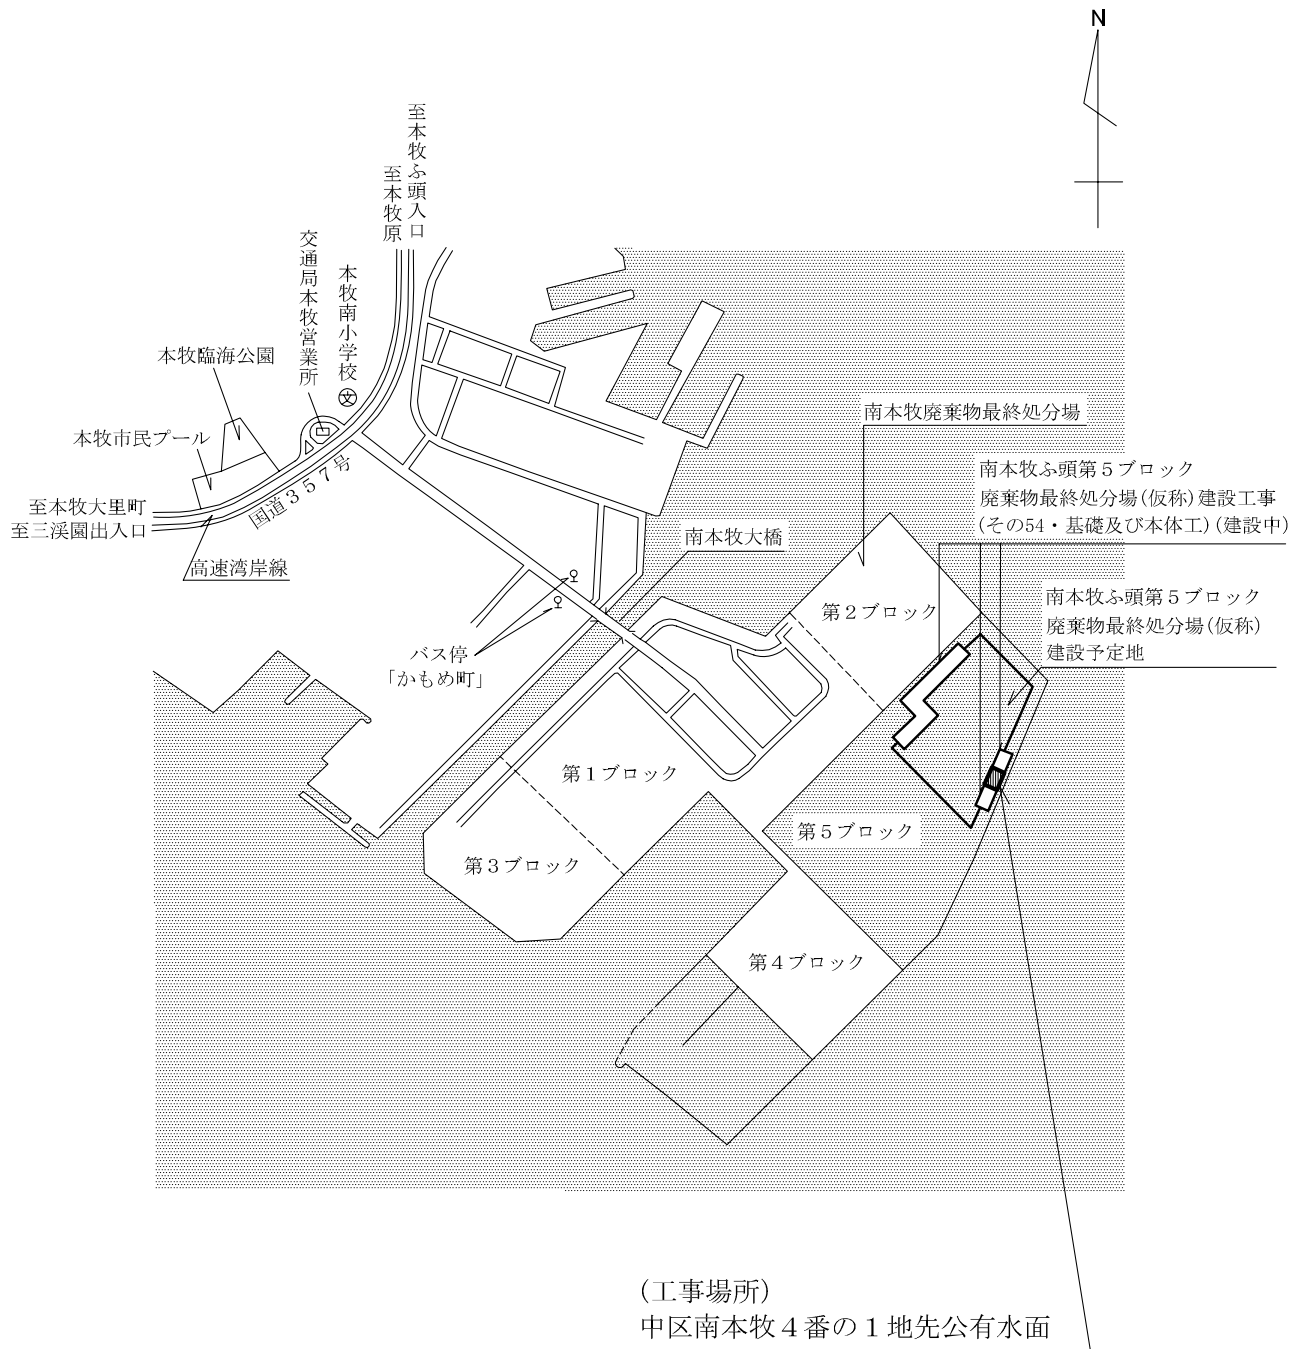 N
至本牧ふ頭入口
至本牧原
交通局本牧営業所
本牧南小学校
文
本牧臨海公園
本牧市民プール
至本牧大里町
至三溪園出入口
国道３５７号
高速湾岸線
南本牧廃棄物最終処分場
南本牧ふ頭第５ブロック
廃棄物最終処分場(仮称)建設工事
(その54・基礎及び本体工)(建設中)
南本牧大橋
南本牧ふ頭第５ブロック
廃棄物最終処分場(仮称)
建設予定地
第２ブロック
バス停
「かもめ町」
第１ブロック
第５ブロック
第３ブロック
第４ブロック
(工事場所)
中区南本牧４番の１地先公有水面